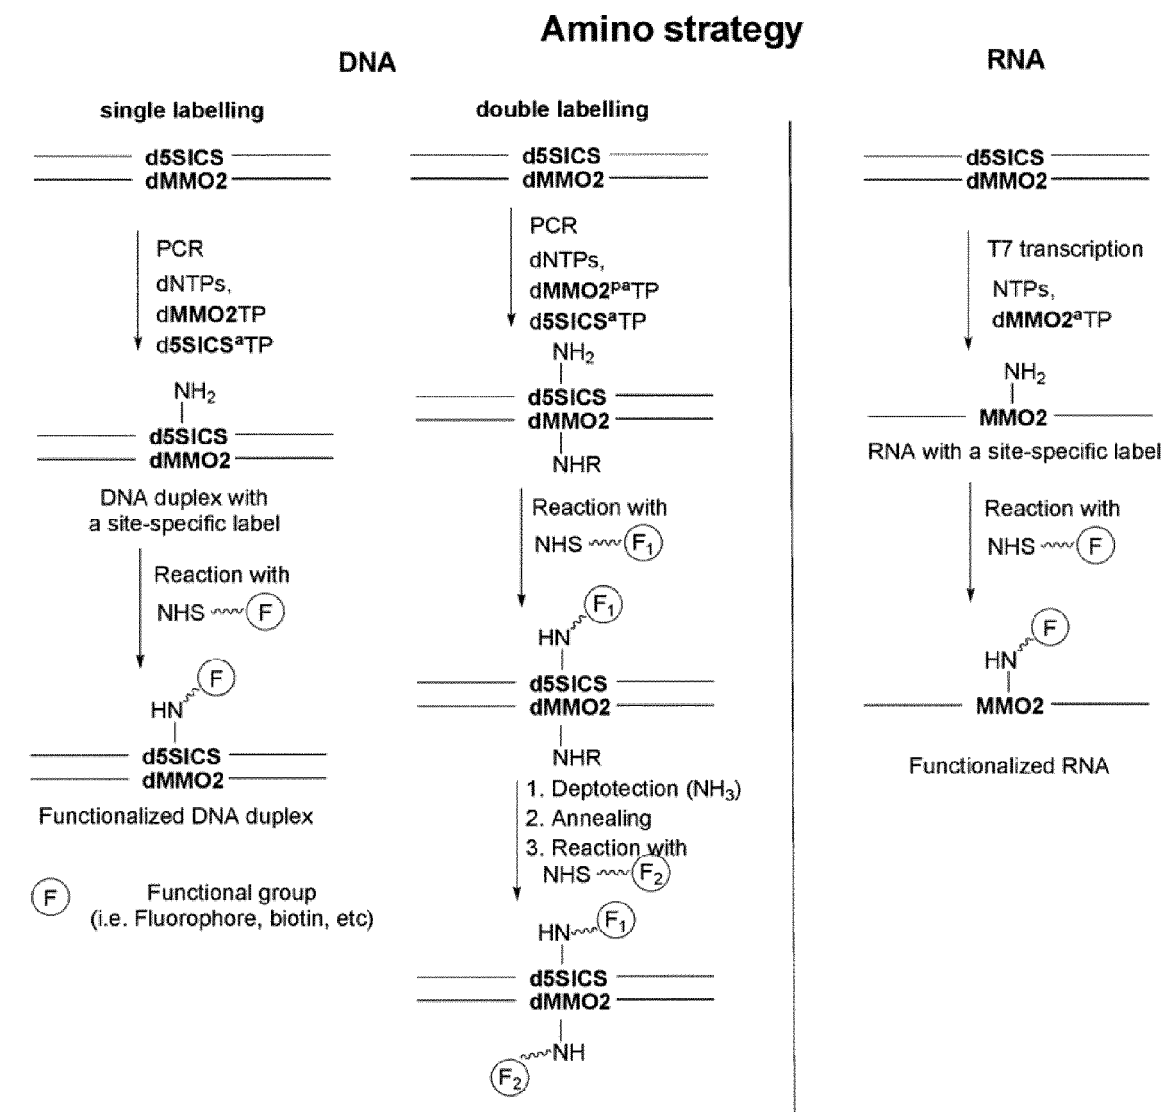 Amino strategy
DNA
single labelling
d5SICS
dMMO2
PCR
dNTPs,
dMMO2TP
d5SICSᵃTP
NH₂
d5SICS
dMMO2
DNA duplex with
a site-specific label
Reaction with
NHS F
F
HN
d5SICS
dMMO2
Functionalized DNA duplex
F Functional group
(i.e. Fluorophore, biotin, etc)
double labelling
d5SICS
dMMO2
PCR
dNTPs,
dMMO2ᵖᵃTP
d5SICSᵃTP
NH₂
d5SICS
dMMO2
NHR
Reaction with
NHS F₁
F₁
HN
d5SICS
dMMO2
NHR
1. Deptotection (NH₃)
2. Annealing
3. Reaction with
NHS F₂
HN F₁
d5SICS
dMMO2
NH
F₂
RNA
d5SICS
dMMO2
T7 transcription
NTPs,
dMMO2ᵃTP
NH₂
MMO2
RNA with a site-specific label
Reaction with
NHS F
F
HN
MMO2
Functionalized RNA